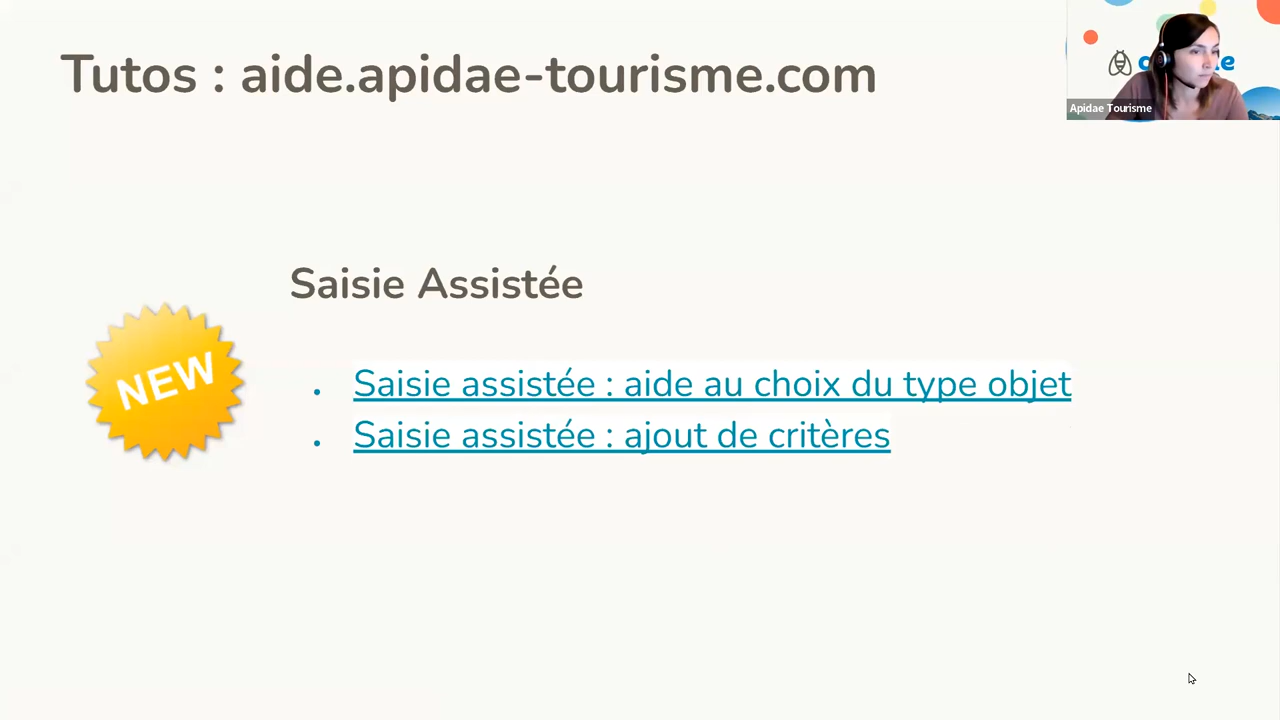 Tutos : aide.apidae-tourisme.com
Apidae Tourisme
Saisie Assistée
NEW
Saisie assistée : aide au choix du type objet
Saisie assistée : ajout de critères